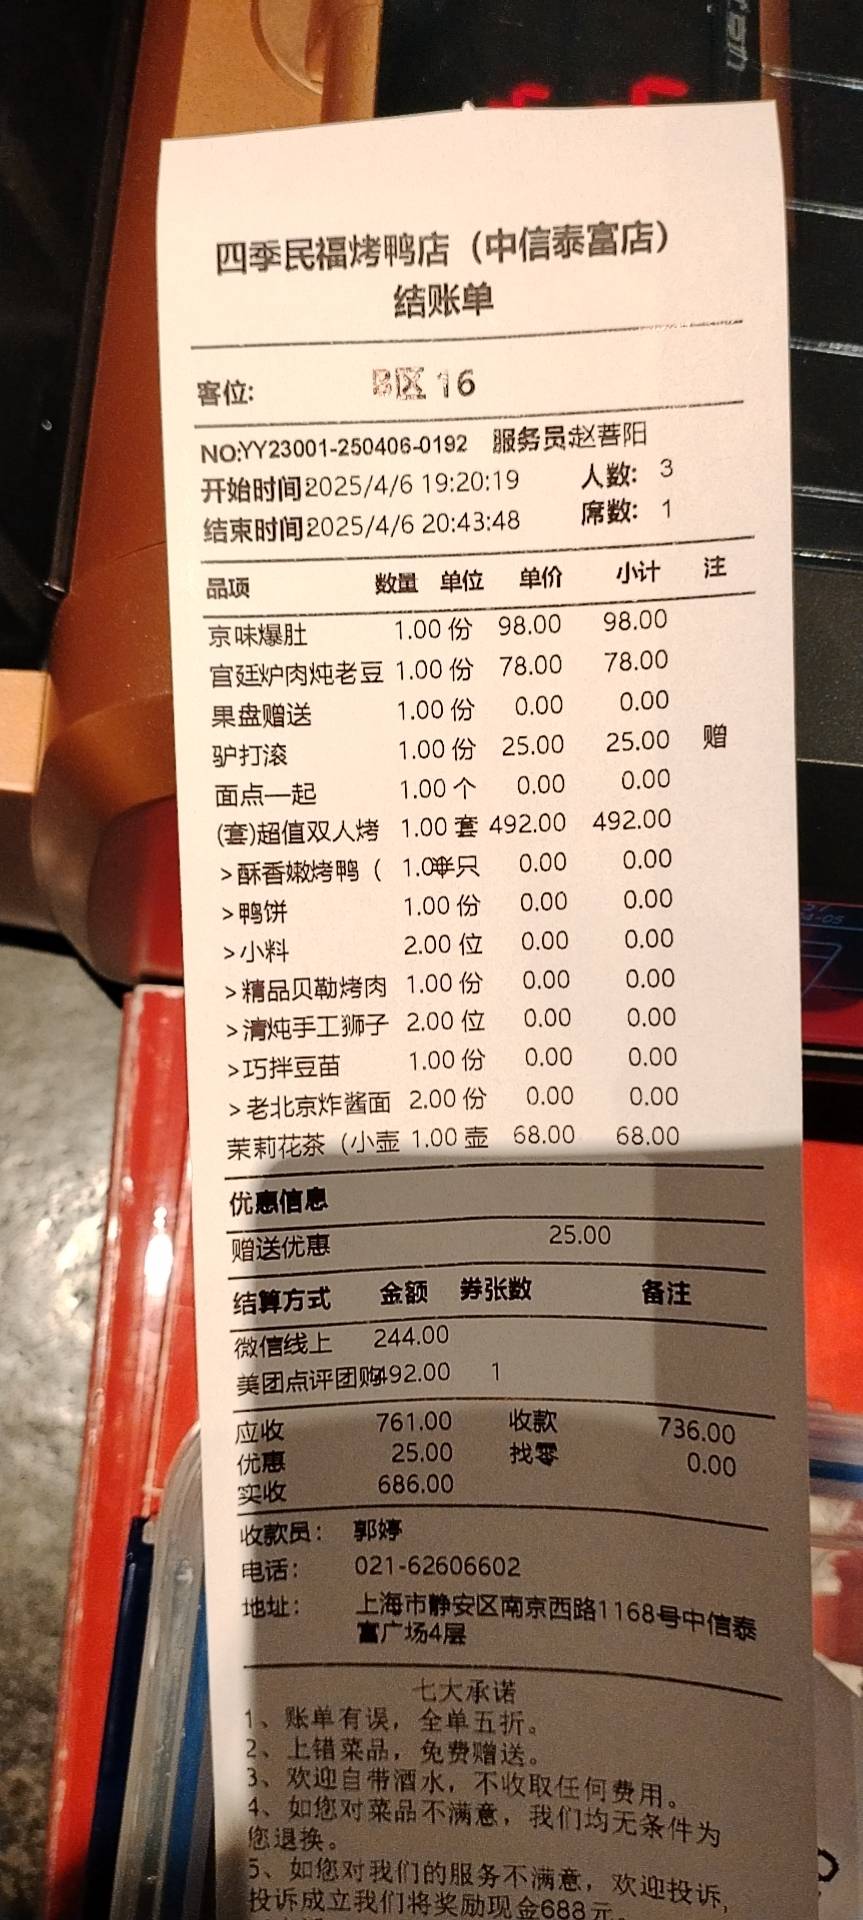 四季民福烤鸭店（中信泰富店）
结账单
客位: B区 16
NO:YY23001-250406-0192 服务员:赵菩阳
开始时间:2025/4/6 19:20:19 人数: 3
结束时间:2025/4/6 20:43:48 席数: 1
品项 数量 单位 单价 小计 注
京味爆肚 1.00 份 98.00 98.00
宫廷炉肉炖老豆 1.00 份 78.00 78.00
果盘赠送 1.00 份 0.00 0.00
驴打滚 1.00 份 25.00 25.00 赠
面点一起 1.00 个 0.00 0.00
(套)超值双人烤 1.00 套 492.00 492.00
>酥香嫩烤鸭（ 1.00半只 0.00 0.00
>鸭饼 1.00 份 0.00 0.00
>小料 2.00 位 0.00 0.00
>精品贝勒烤肉 1.00 份 0.00 0.00
>清炖手工狮子 2.00 位 0.00 0.00
>巧拌豆苗 1.00 份 0.00 0.00
>老北京炸酱面 2.00 份 0.00 0.00
茉莉花茶（小壶 1.00 壶 68.00 68.00
优惠信息
赠送优惠 25.00
结算方式 金额 券张数 备注
微信线上 244.00
美团点评团购492.00 1
应收 761.00 收款 736.00
优惠 25.00 找零 0.00
实收 686.00
收款员: 郭婷
电话: 021-62606602
地址: 上海市静安区南京西路1168号中信泰
富广场4层
七大承诺
1、账单有误，全单五折。
2、上错菜品，免费赠送。
3、欢迎自带酒水，不收取任何费用。
4、如您对菜品不满意，我们均无条件为
您退换。
5、如您对我们的服务不满意，欢迎投诉,
投诉成立我们将奖励现金688元。